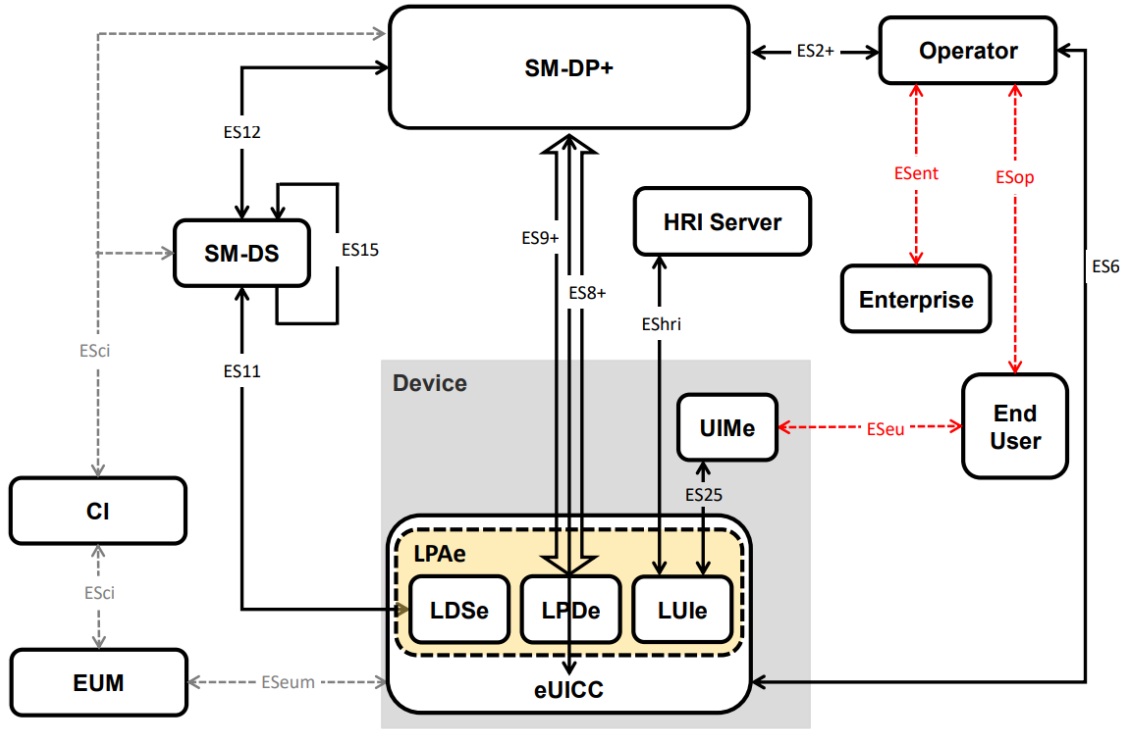 SM-DP+
ES2+
Operator
ES12
ESent
ESop
HRI Server
SM-DS
ES15
ES9+
ES6
Enterprise
ES8+
EShri
ESci
ES11
Device
UIMe
ESeu
End
User
ES25
CI
LPAe
ESci
LDSe
LPDe
LUIe
EUM
ESeum
eUICC